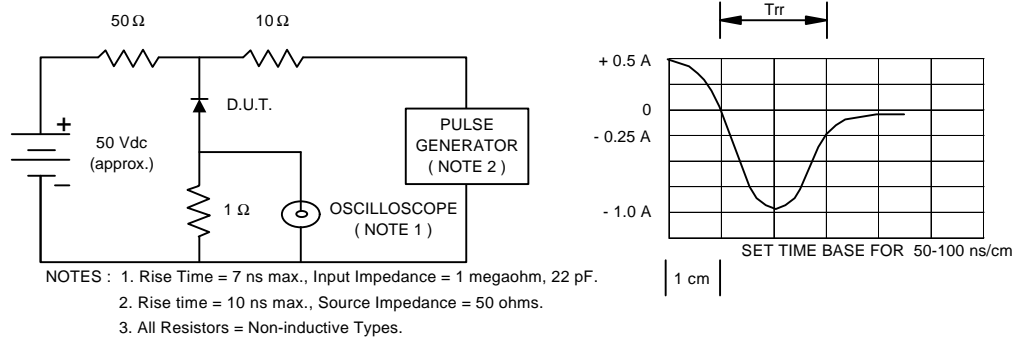 50 Ω
10 Ω
D.U.T.
+
50 Vdc
(approx.)
−
1 Ω
OSCILLOSCOPE
( NOTE 1 )
PULSE
GENERATOR
( NOTE 2 )
Trr
+ 0.5 A
0
- 0.25 A
- 1.0 A
SET TIME BASE FOR 50-100 ns/cm
1 cm
NOTES : 1. Rise Time = 7 ns max., Input Impedance = 1 megaohm, 22 pF.
2. Rise time = 10 ns max., Source Impedance = 50 ohms.
3. All Resistors = Non-inductive Types.